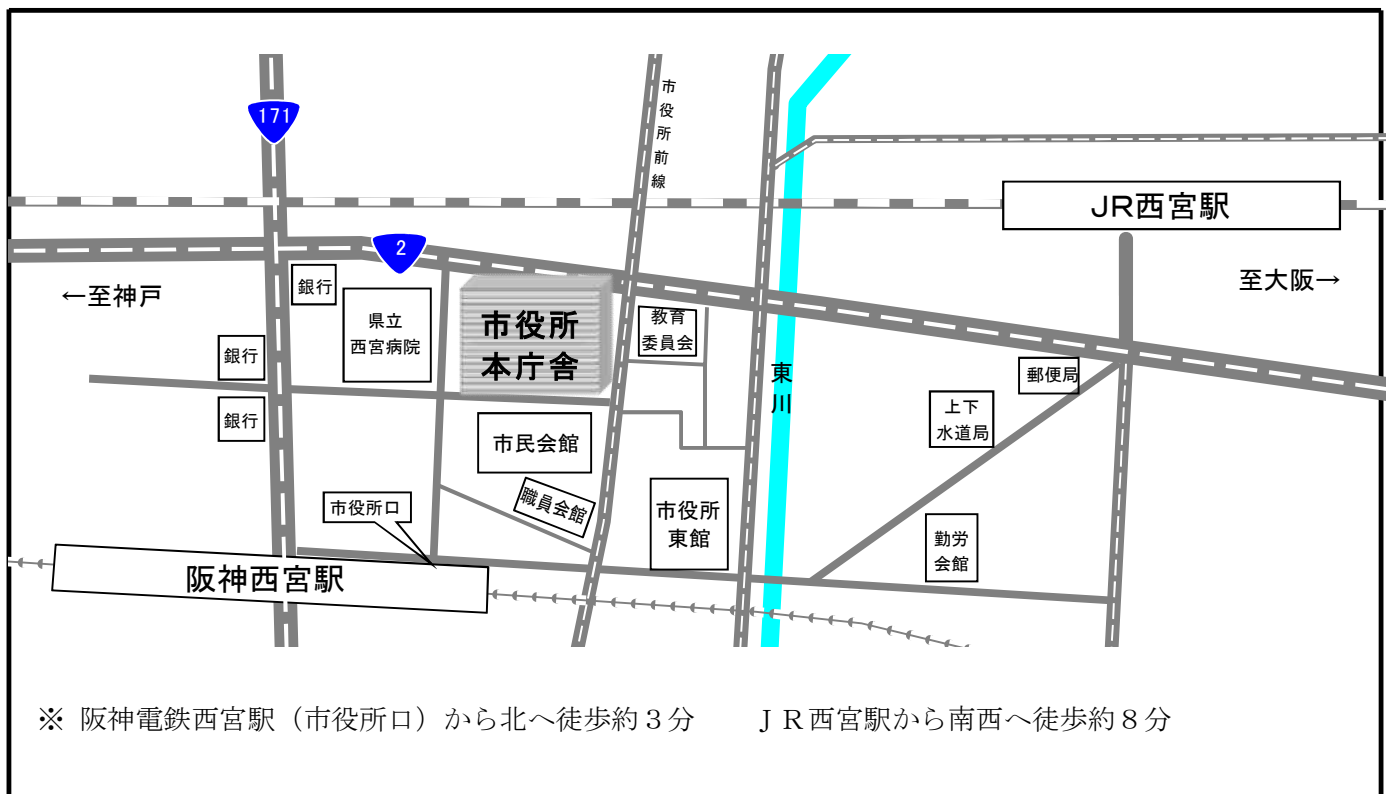 171
市役所前線
JR西宮駅
2
←至神戸
至大阪→
銀行
県立
西宮病院
市役所
本庁舎
教育
委員会
銀行
東川
郵便局
銀行
上下
水道局
市民会館
職員会館
市役所口
市役所
東館
勤労
会館
阪神西宮駅
※ 阪神電鉄西宮駅（市役所口）から北へ徒歩約３分　　ＪＲ西宮駅から南西へ徒歩約８分